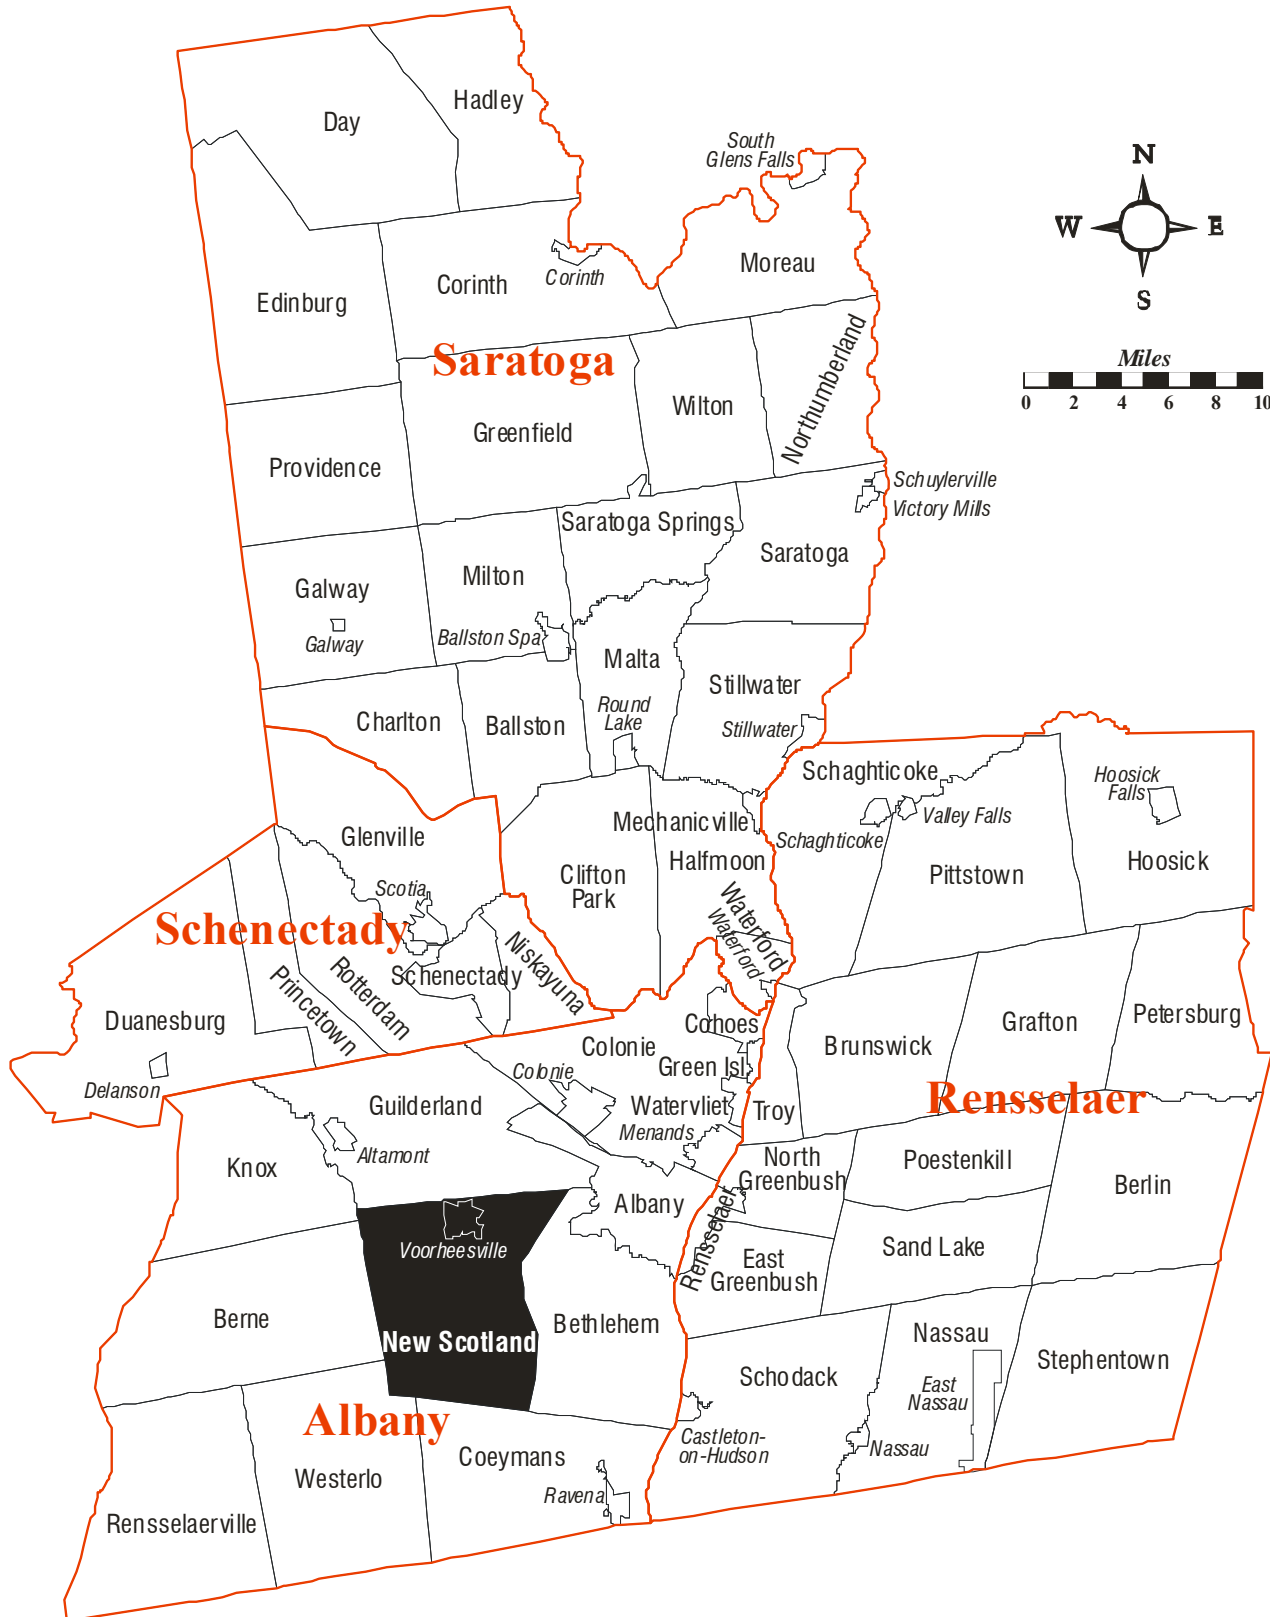 Hadley
Day
South
Glens Falls
N
W
E
S
Moreau
Corinth
Corinth
Edinburg
Saratoga
Miles
0 2 4 6 8 10
Northumberland
Wilton
Greenfield
Providence
Schuylerville
Victory Mills
Saratoga Springs
Saratoga
Milton
Galway
Galway
Ballston Spa
Malta
Stillwater
Round
Lake
Stillwater
Charlton
Ballston
Schaghticoke
Hoosick
Falls
Valley Falls
Schaghticoke
Mechanicville
Glenville
Halfmoon
Hoosick
Clifton
Park
Pittstown
Scotia
Waterford
Waterford
Schenectady
Niskayuna
Schenectady
Rotterdam
Princetown
Duanesburg
Delanson
Cohoes
Colonie
Green Isl
Colonie
Watervliet
Menands
Troy
Brunswick
Grafton
Petersburg
Rensselaer
Guilderland
Altamont
Knox
North
Greenbush
Poestenkill
Berlin
Albany
Rensselaer
Voorheesville
Sand Lake
East
Greenbush
Berne
New Scotland
Bethlehem
Nassau
Schodack
Stephentown
East
Nassau
Albany
Castleton-
on-Hudson
Nassau
Coeymans
Westerlo
Ravena
Rensselaerville